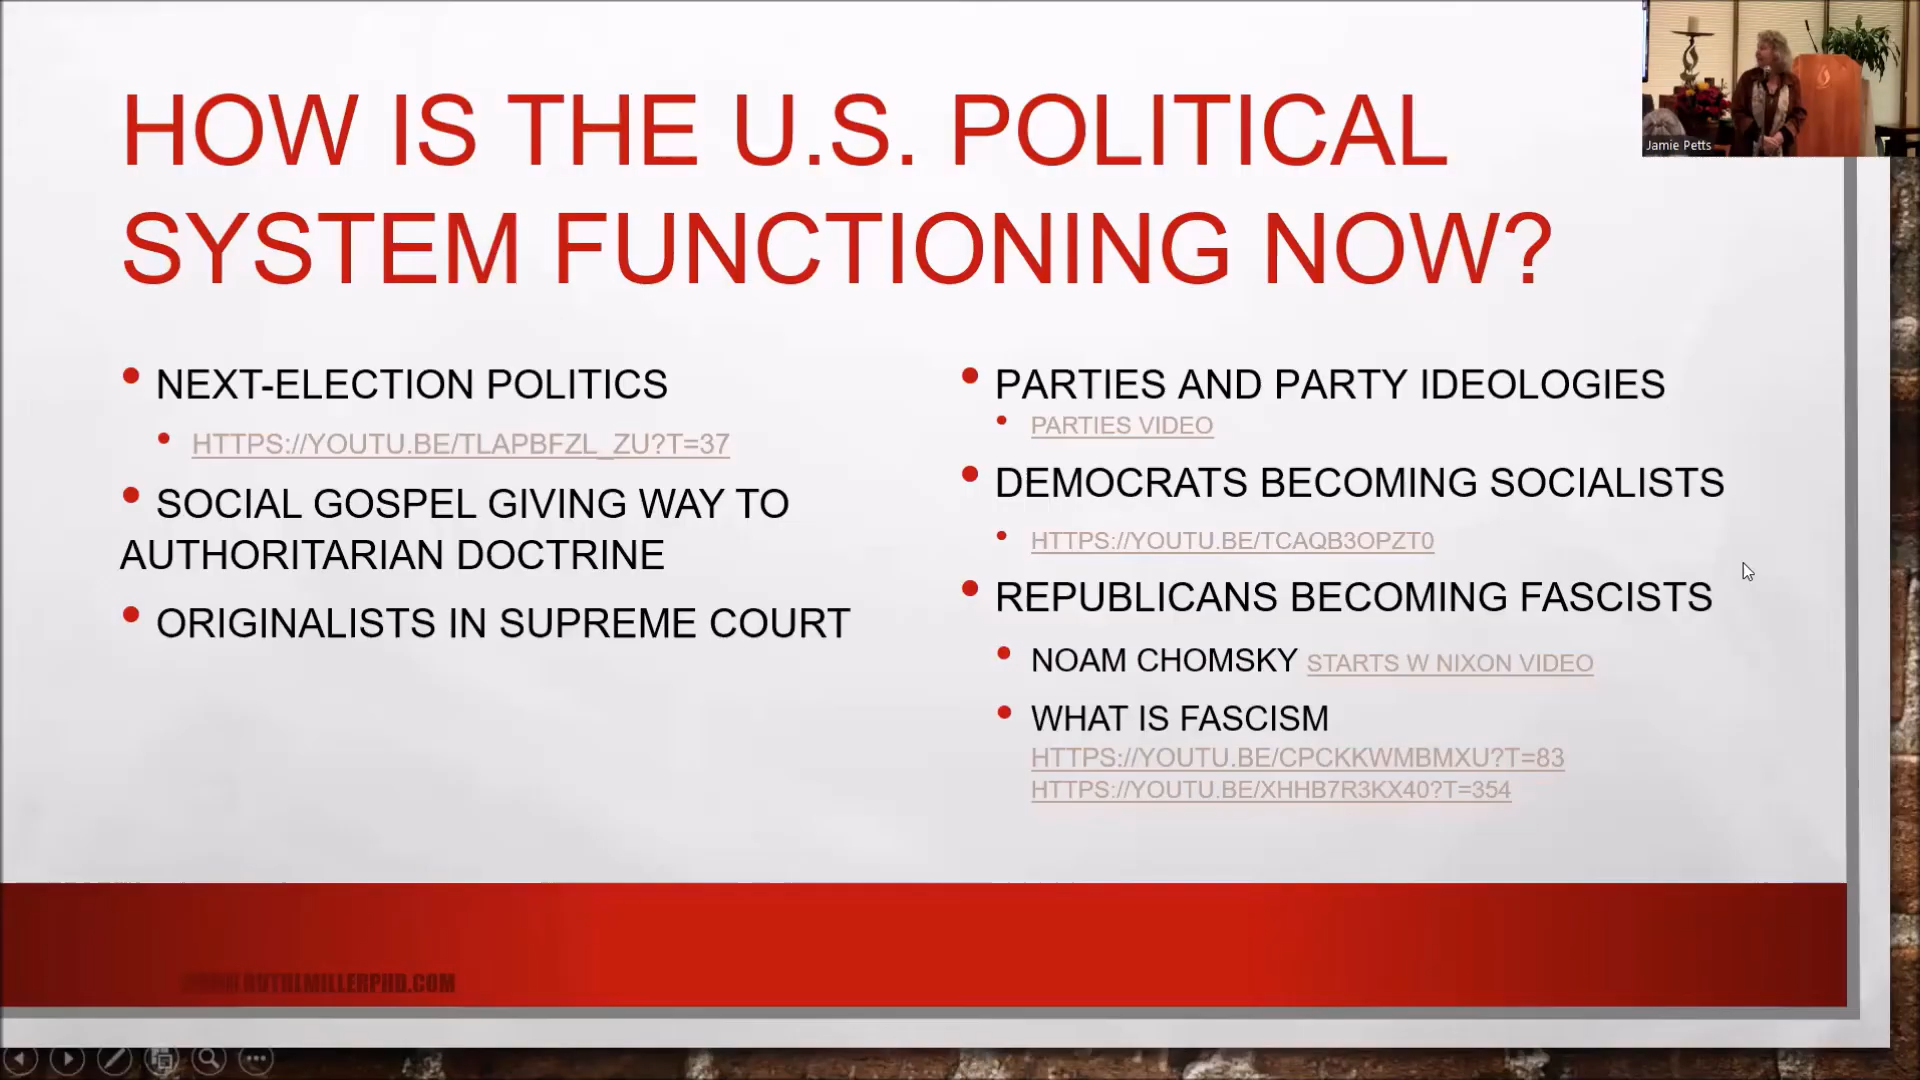 HOW IS THE U.S. POLITICAL
SYSTEM FUNCTIONING NOW?
Jamie Petts
NEXT-ELECTION POLITICS
HTTPS://YOUTU.BE/TLAPBFZL_ZU?T=37
SOCIAL GOSPEL GIVING WAY TO
AUTHORITARIAN DOCTRINE
ORIGINALISTS IN SUPREME COURT
PARTIES AND PARTY IDEOLOGIES
PARTIES VIDEO
DEMOCRATS BECOMING SOCIALISTS
HTTPS://YOUTU.BE/TCAQB3OPZT0
REPUBLICANS BECOMING FASCISTS
NOAM CHOMSKY STARTS W NIXON VIDEO
WHAT IS FASCISM
HTTPS://YOUTU.BE/CPCKKWMBMXU?T=83
HTTPS://YOUTU.BE/XHHB7R3KX40?T=354